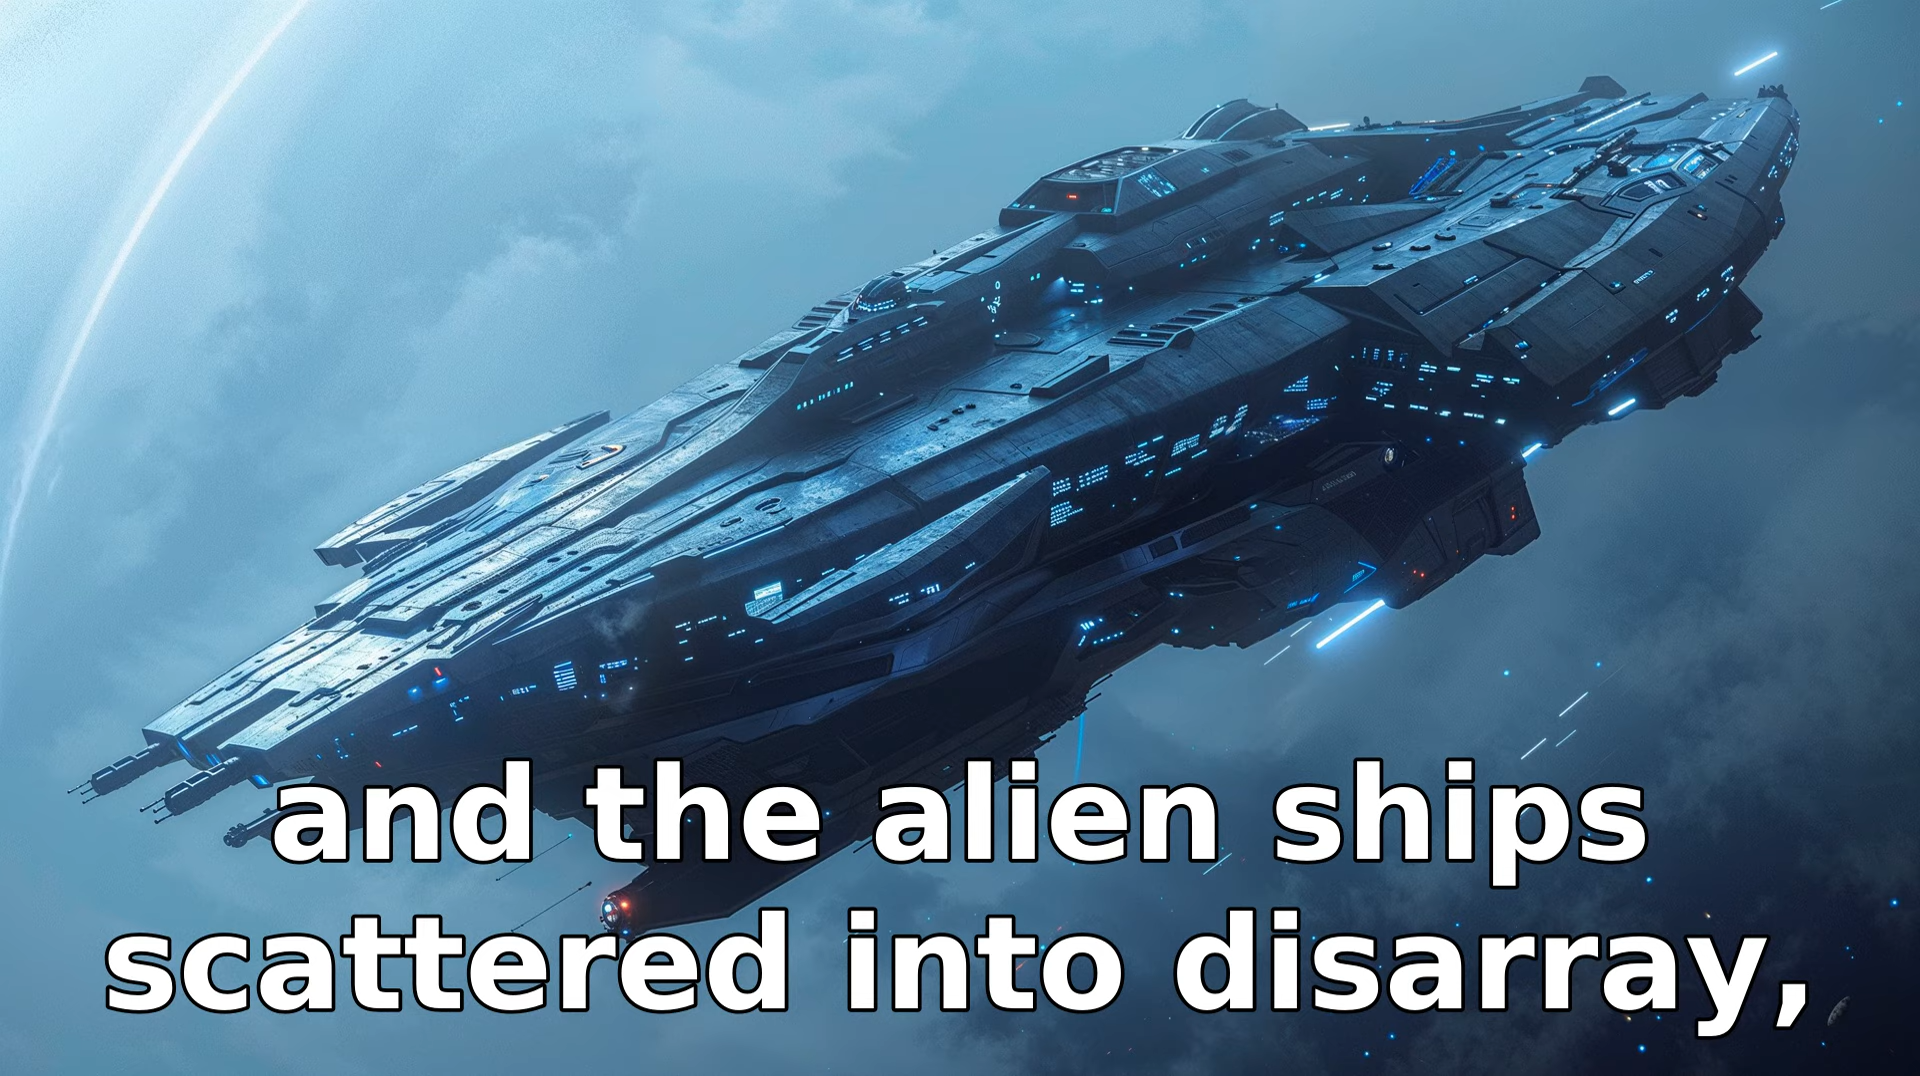 and the alien ships
scattered into disarray,